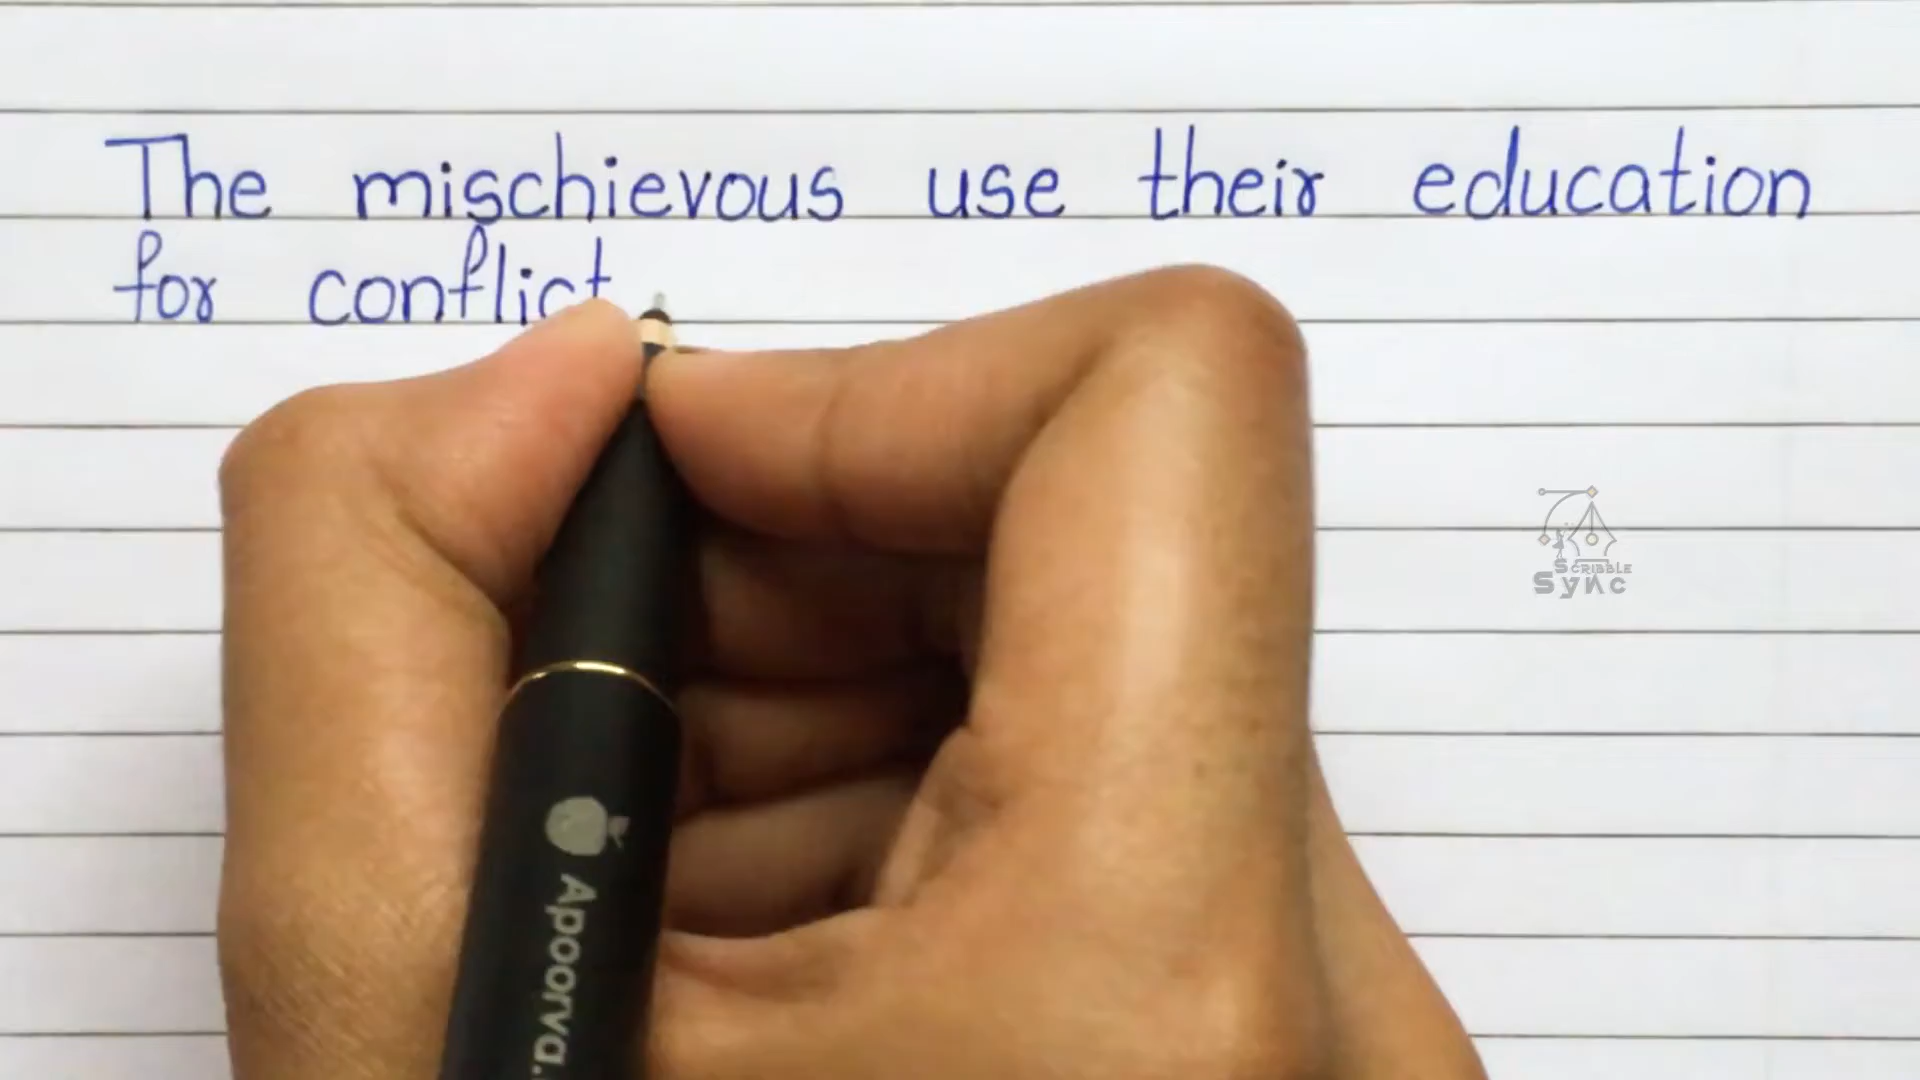 The mischievous use their education
for conflict
Scribble
Sync
Apoorva.